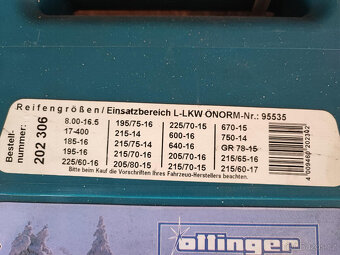 Reifengrößen/Einsatzbereich L-LKW ÖNORM-Nr.: 95535
Bestell-
nummer:
202 306
8.00-16.5 195/75-16 225/70-15 670-15
17-400 215-14 600-16 750-14
185-16 215/75-14 640-16 GR 78-15
195-16 215/70-16 205/70-15 215/65-16
225/60-16 205/80-15 215/70-15 215/60-17
Bitte beim Kauf die Vorschriften Ihres Fahrzeug-Herstellers beachten.
ottinger